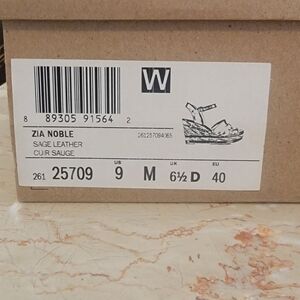 W
8 89305 91564 2
ZIA NOBLE
SAGE LEATHER
CUIR SAUGE
US UK EU
261 25709 9 M 6½ D 40